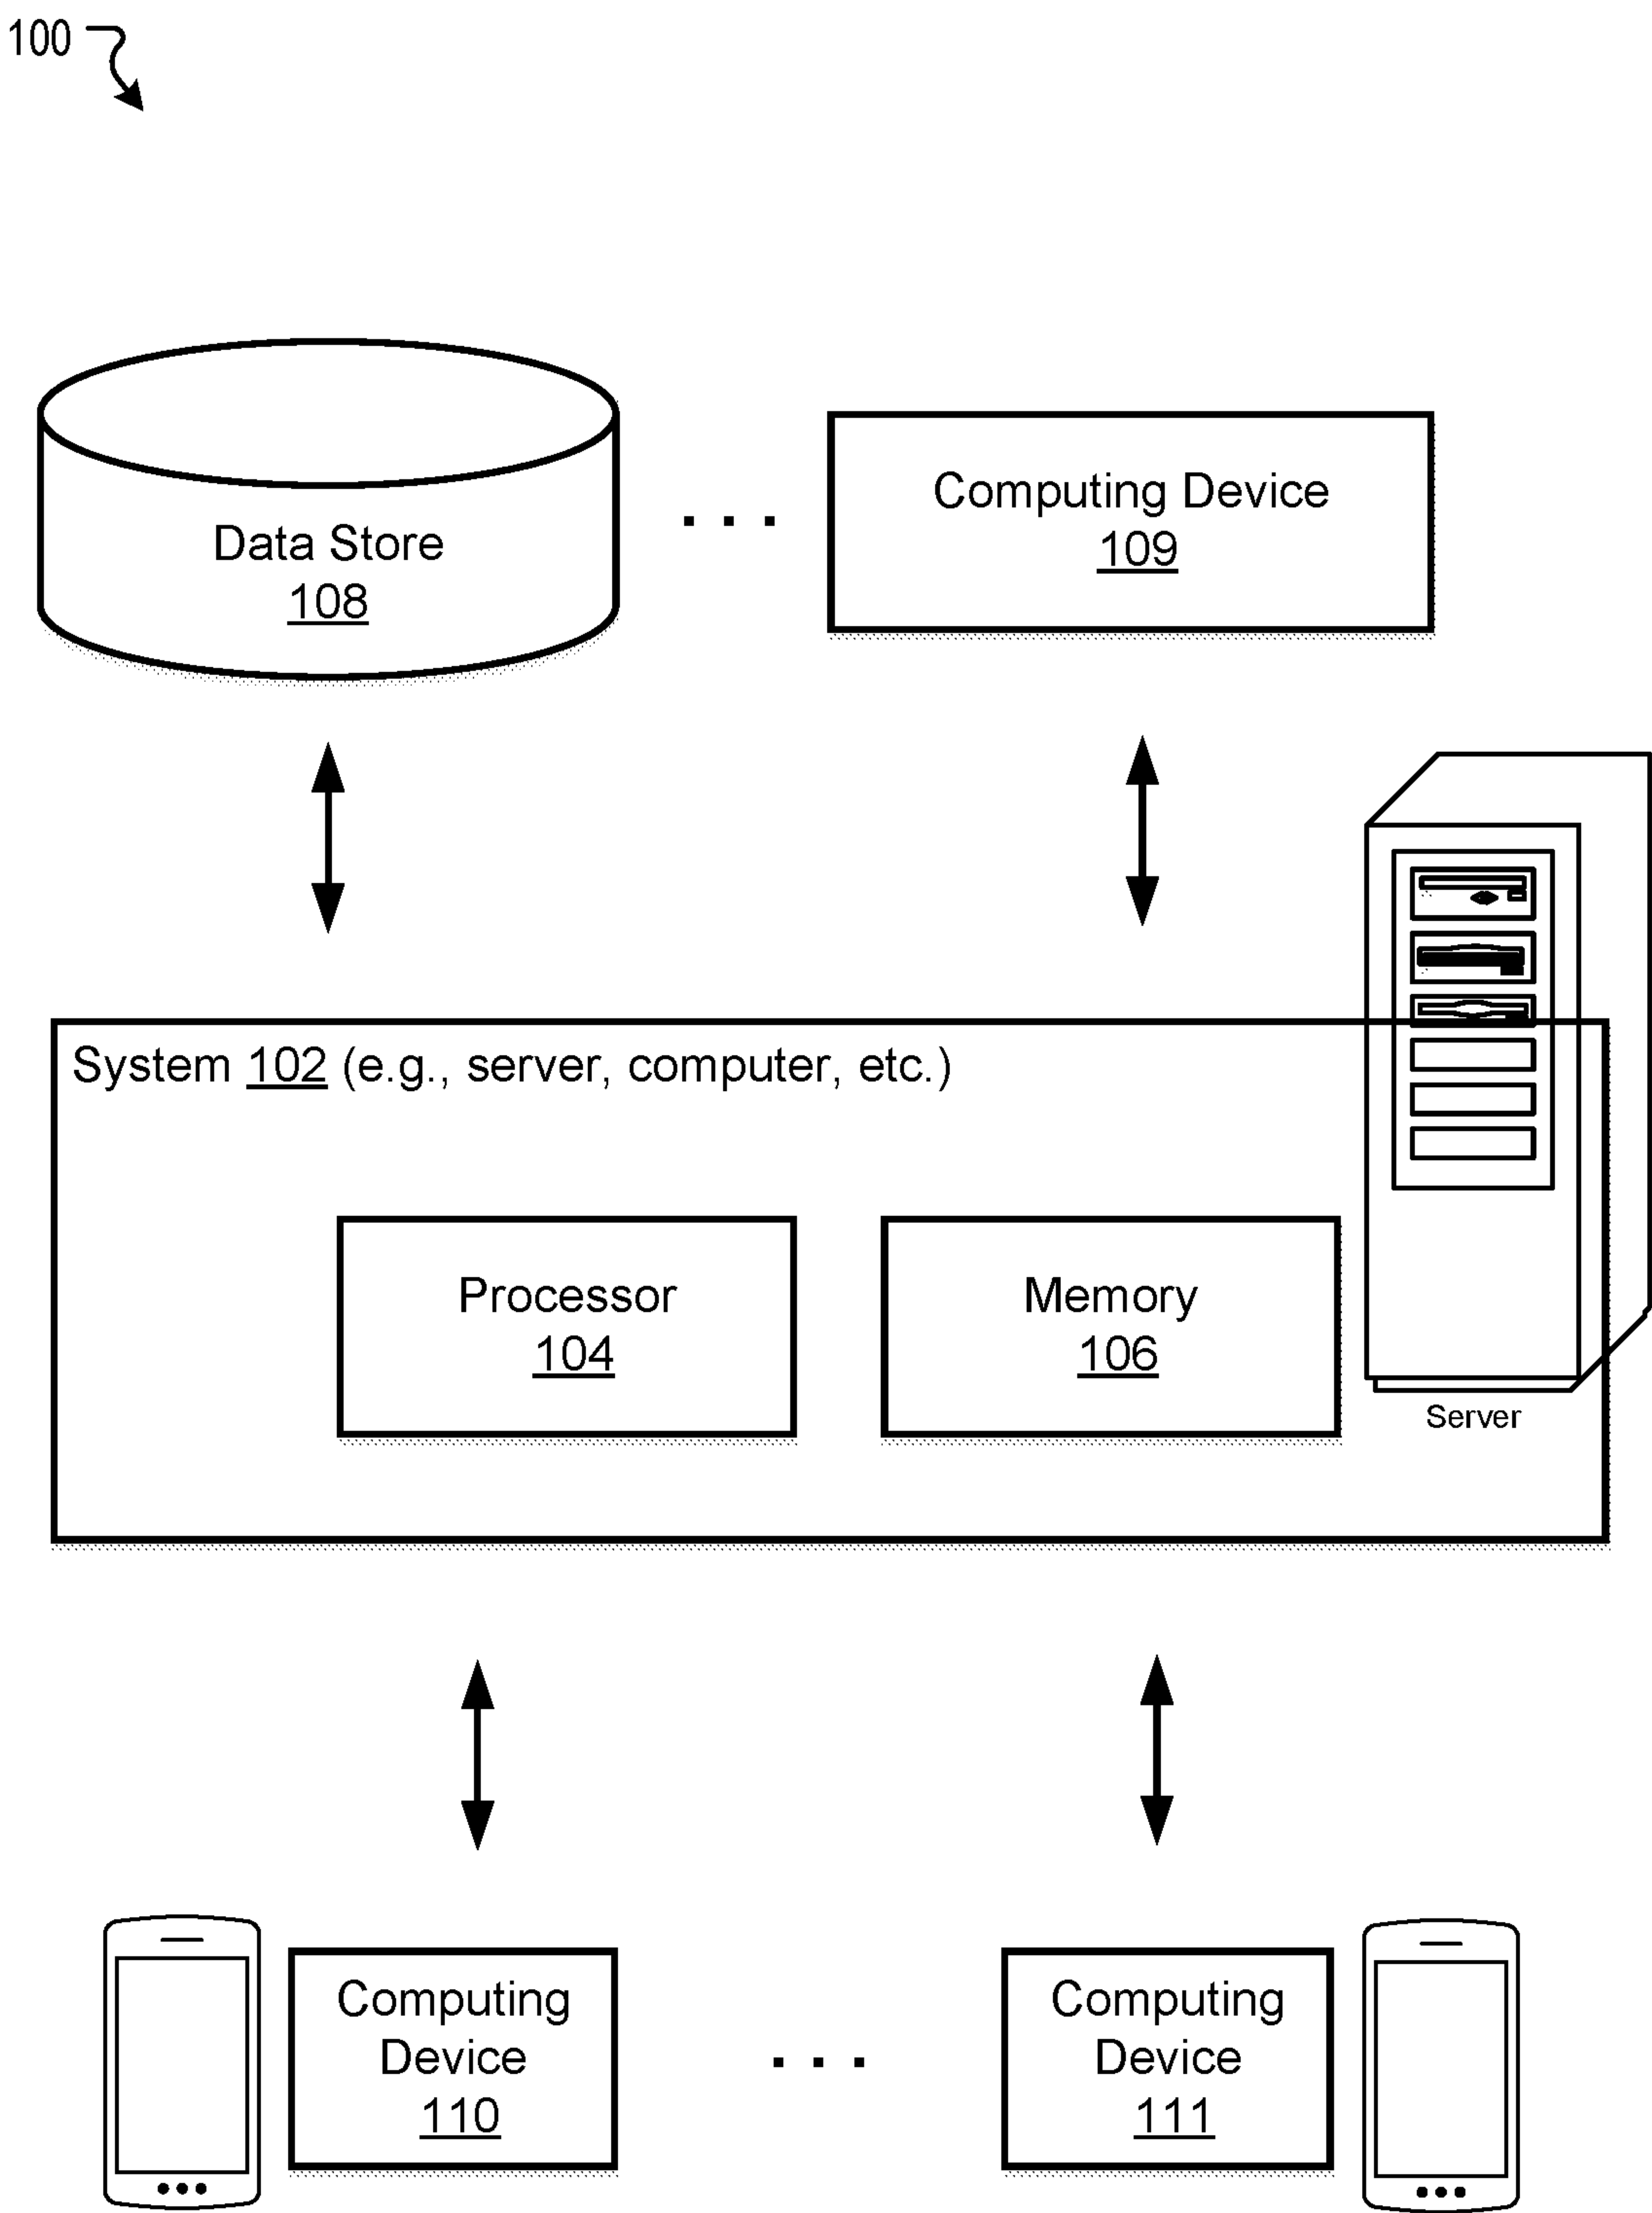 100
Data Store
108
. . .
Computing Device
109
System 102 (e.g., server, computer, etc.)
Processor
104
Memory
106
Server
Computing
Device
110
. . .
Computing
Device
111